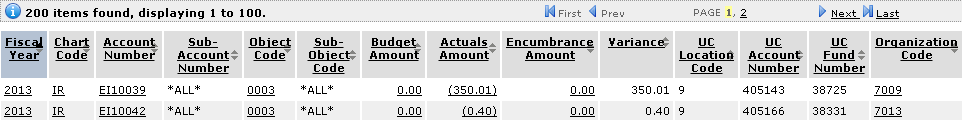 200 items found, displaying 1 to 100. First Prev PAGE 1, 2 Next Last
Fiscal Year Chart Code Account Number Sub-Account Number Object Code Sub-Object Code Budget Amount Actuals Amount Encumbrance Amount Variance UC Location Code UC Account Number UC Fund Number Organization Code
2013 IR EI10039 *ALL* 0003 *ALL* 0.00 (350.01) 0.00 350.01 9 405143 38725 7009
2013 IR EI10042 *ALL* 0003 *ALL* 0.00 (0.40) 0.00 0.40 9 405166 38331 7013